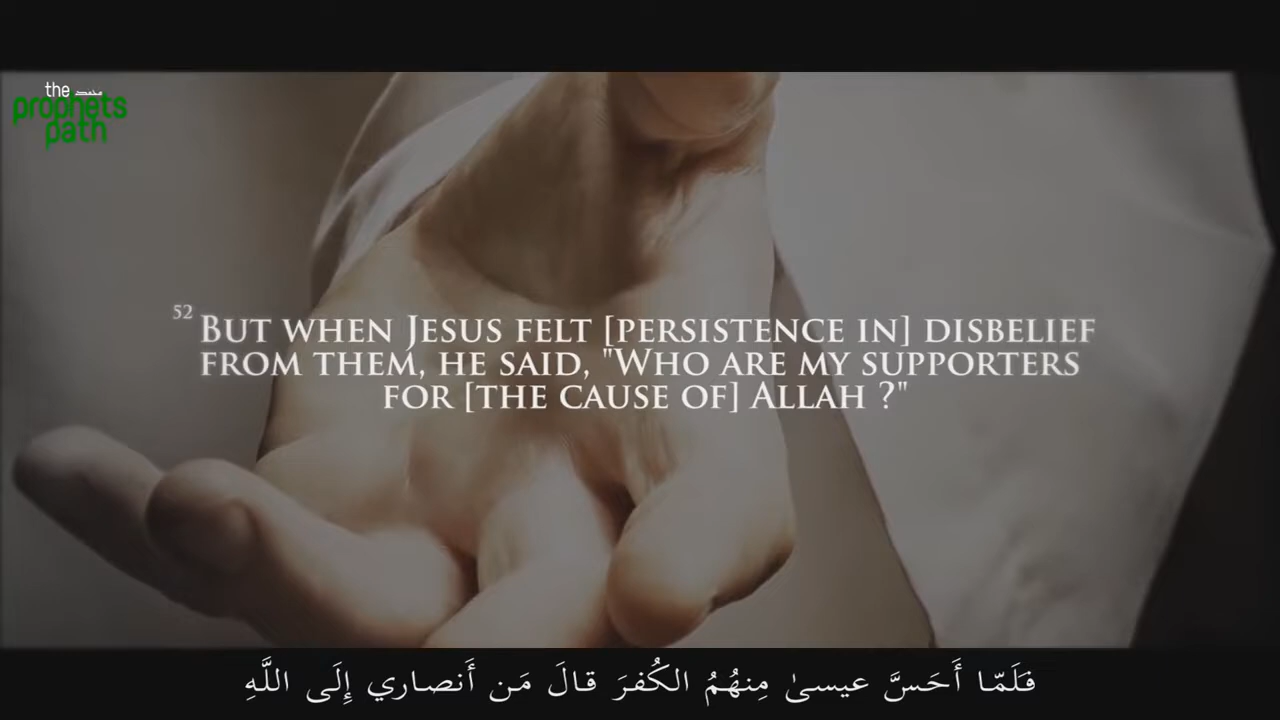 the محمد
prophets
path
52 But when Jesus felt [persistence in] disbelief
from them, he said, "Who are my supporters
for [the cause of] Allah ?"
فَلَمّا أَحَسَّ عيسىٰ مِنهُمُ الكُفرَ قالَ مَن أَنصاري إِلَى اللَّهِ